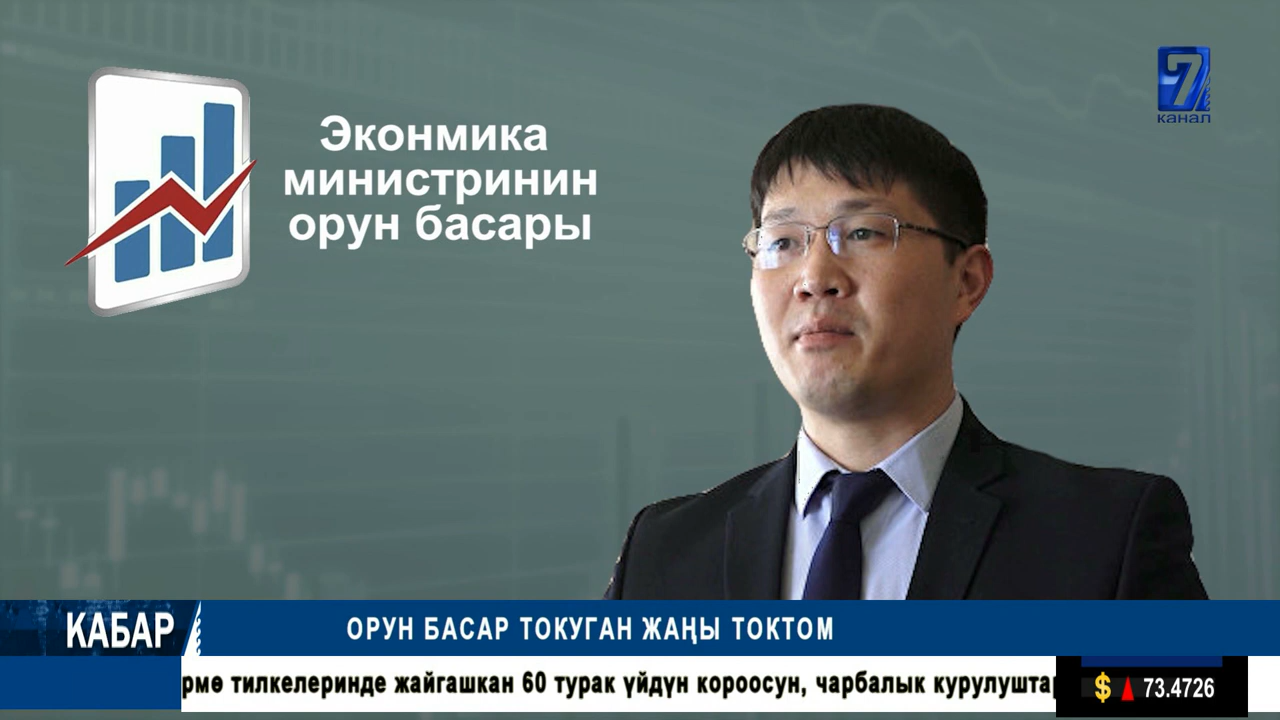 7
канал
Эконмика
министринин
орун басары
КАБАР
ОРУН БАСАР ТОКУГАН ЖАҢЫ ТОКТОМ
рмө тилкелеринде жайгашкан 60 турак үйдүн короосун, чарбалык курулуштар
$ ▲ 73.4726